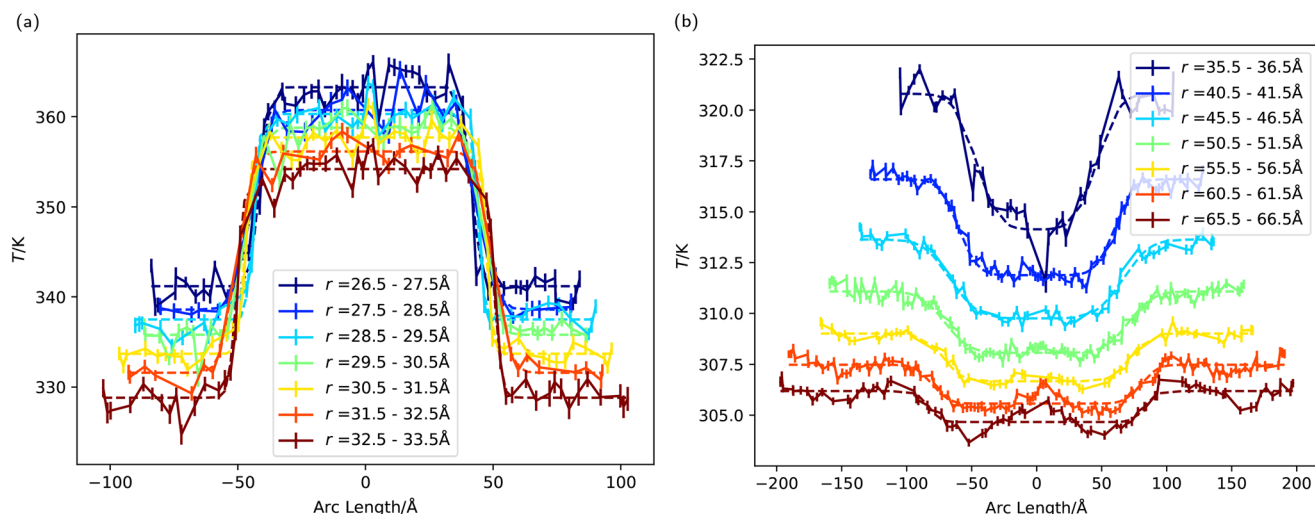 (a)
T/K
360
350
340
330
r =26.5 - 27.5Å
r =27.5 - 28.5Å
r =28.5 - 29.5Å
r =29.5 - 30.5Å
r =30.5 - 31.5Å
r =31.5 - 32.5Å
r =32.5 - 33.5Å
−100
−50
0
50
100
Arc Length/Å
(b)
T/K
322.5
320.0
317.5
315.0
312.5
310.0
307.5
305.0
r =35.5 - 36.5Å
r =40.5 - 41.5Å
r =45.5 - 46.5Å
r =50.5 - 51.5Å
r =55.5 - 56.5Å
r =60.5 - 61.5Å
r =65.5 - 66.5Å
−200
−150
−100
−50
0
50
100
150
200
Arc Length/Å